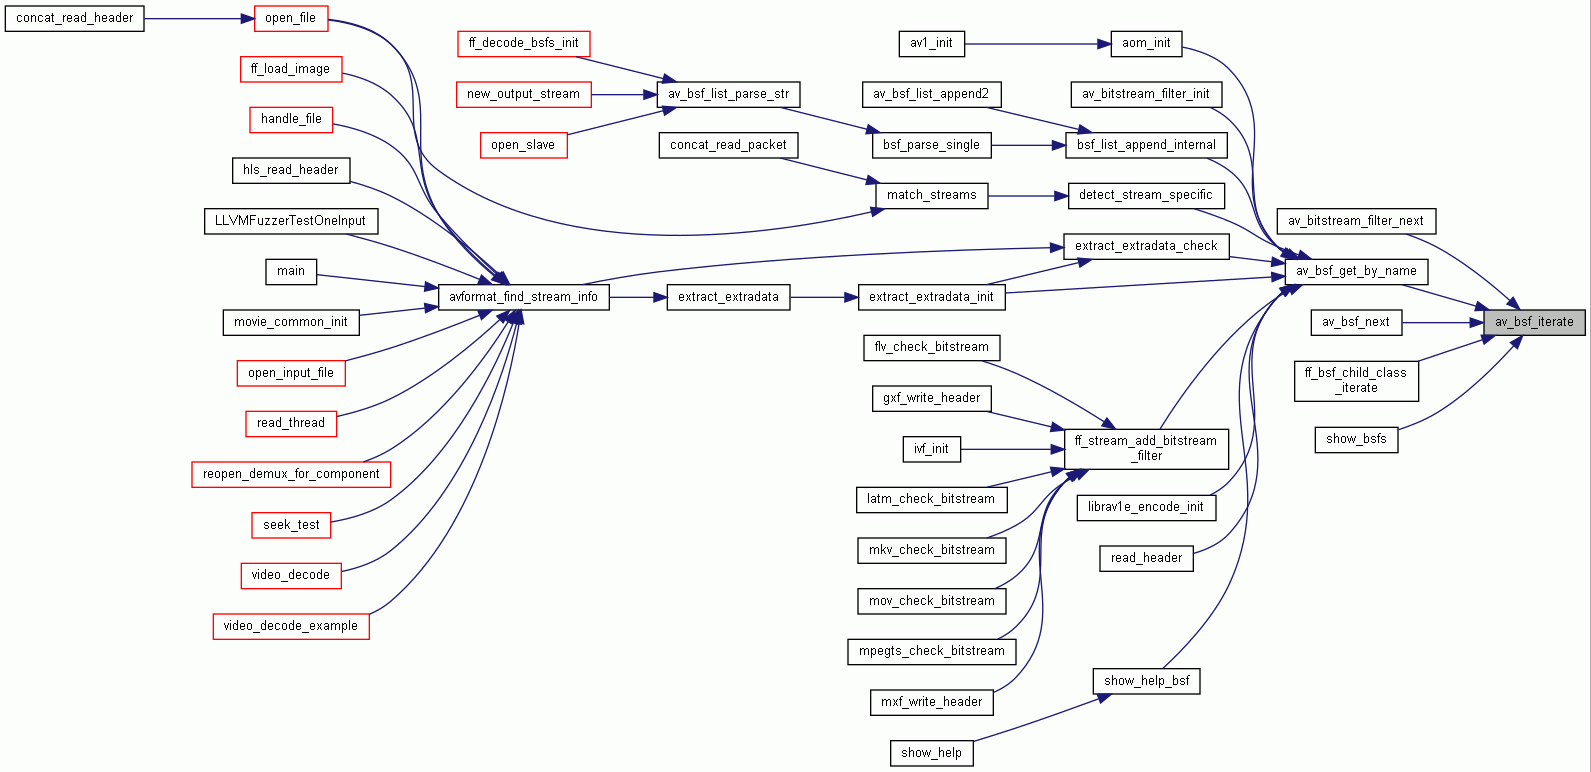 concat_read_header
open_file
ff_load_image
handle_file
hls_read_header
LLVMFuzzerTestOneInput
main
movie_common_init
open_input_file
read_thread
reopen_demux_for_component
seek_test
video_decode
video_decode_example
avformat_find_stream_info
ff_decode_bsfs_init
new_output_stream
open_slave
av_bsf_list_parse_str
concat_read_packet
extract_extradata
av1_init
av_bsf_list_append2
bsf_parse_single
match_streams
extract_extradata_init
flv_check_bitstream
gxf_write_header
ivf_init
latm_check_bitstream
mkv_check_bitstream
mov_check_bitstream
mpegts_check_bitstream
mxf_write_header
show_help
aom_init
av_bitstream_filter_init
bsf_list_append_internal
detect_stream_specific
extract_extradata_check
ff_stream_add_bitstream
_filter
librav1e_encode_init
read_header
show_help_bsf
av_bitstream_filter_next
av_bsf_get_by_name
av_bsf_next
ff_bsf_child_class
_iterate
show_bsfs
av_bsf_iterate